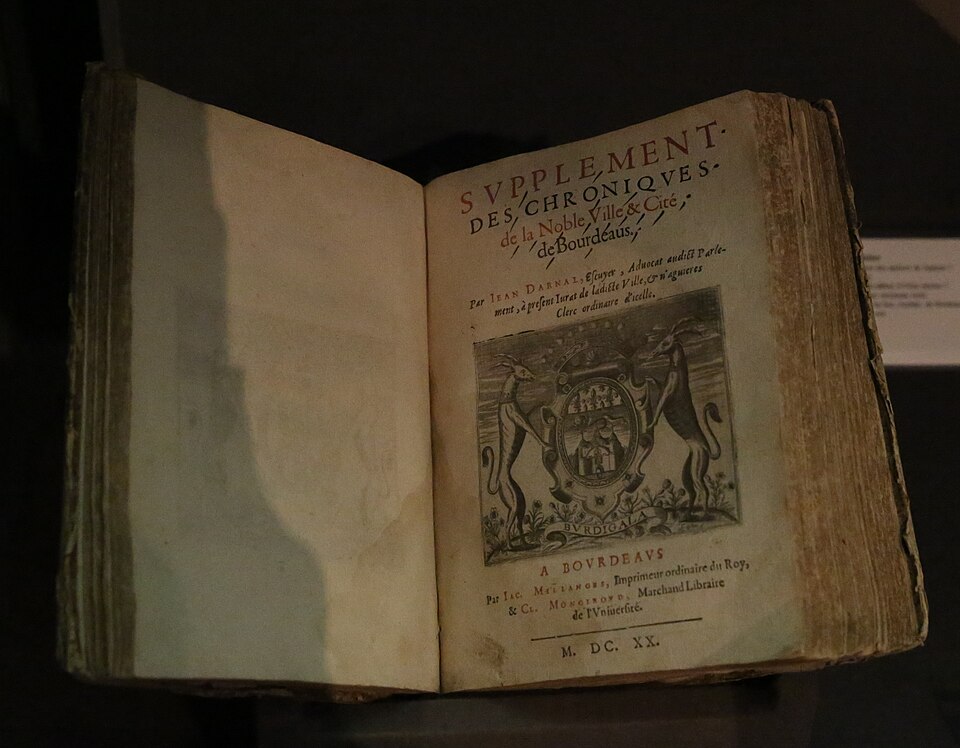 SVPPLEMENT
DES CHRONIQVES
de la Noble Ville & Cité
de Bourdeaus.
Par IEAN DARNAL, Escuyer, Aduocat audict Parle-
ment, à present Iurat de ladicte Ville, & n'aguieres
Clerc ordinaire d'icelle.
BVRDIGALA
A BOVRDEAVS
Par IAC. MILLANGES, Imprimeur ordinaire du Roy,
& CL. MONGIROVD, Marchand Libraire
de l'Vniuersité.
M. DC. XX.